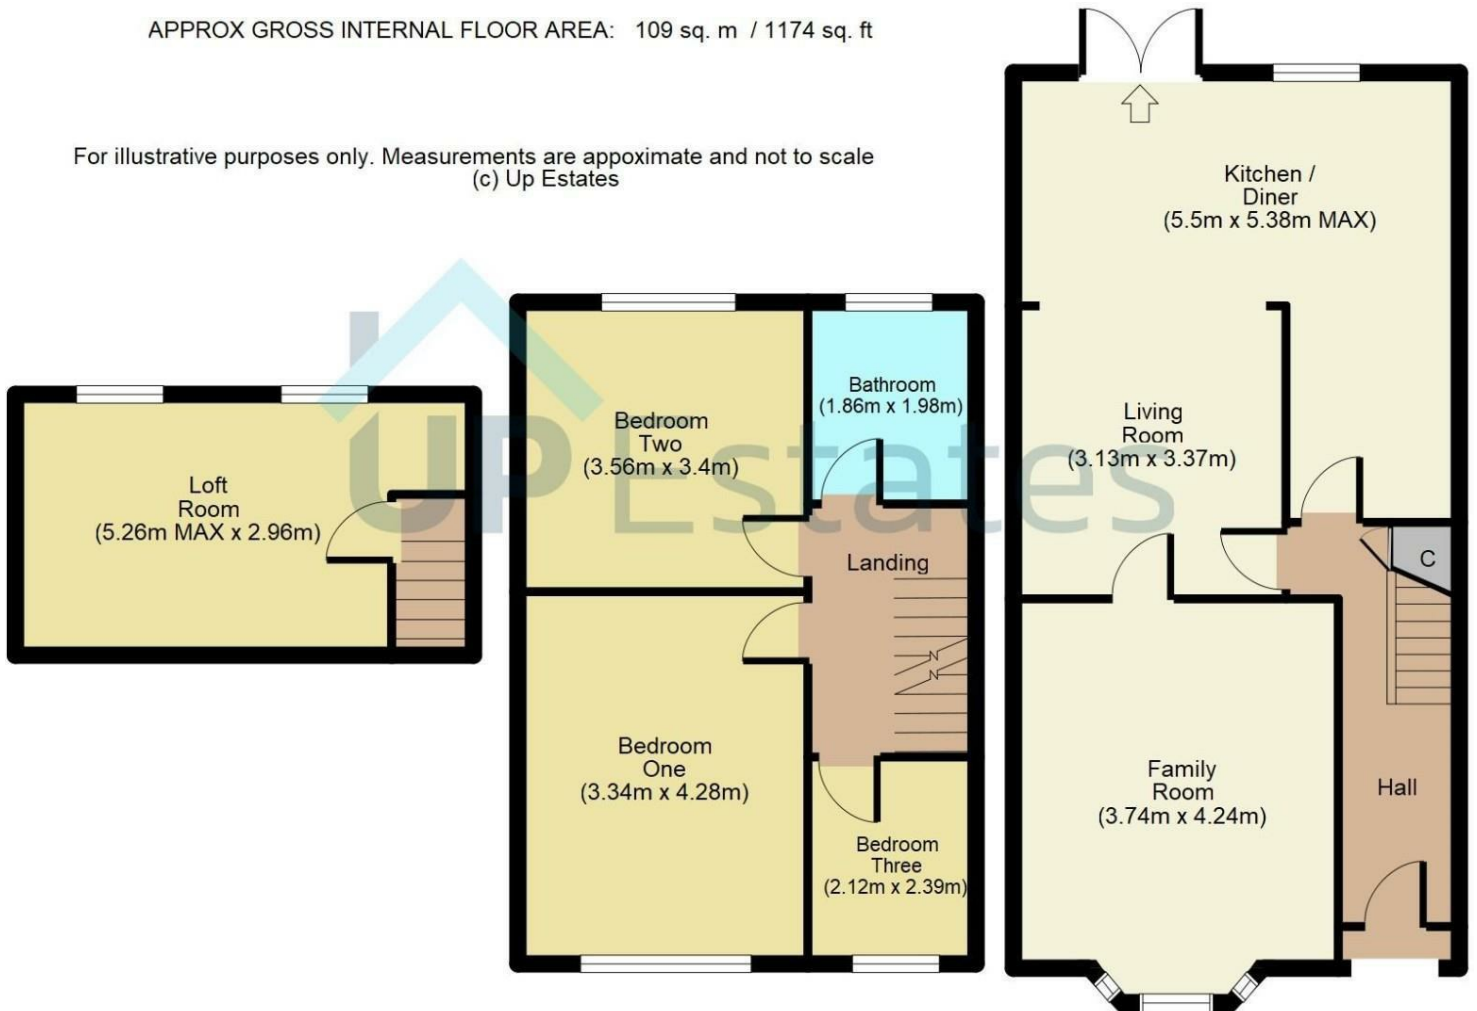 APPROX GROSS INTERNAL FLOOR AREA: 109 sq. m / 1174 sq. ft
For illustrative purposes only. Measurements are appoximate and not to scale
(c) Up Estates
Kitchen /
Diner
(5.5m x 5.38m MAX)
Bathroom
(1.86m x 1.98m)
Bedroom
Two
(3.56m x 3.4m)
Living
Room
(3.13m x 3.37m)
UP Estates
Loft
Room
(5.26m MAX x 2.96m)
Landing
C
Bedroom
One
(3.34m x 4.28m)
Family
Room
(3.74m x 4.24m)
Hall
Bedroom
Three
(2.12m x 2.39m)